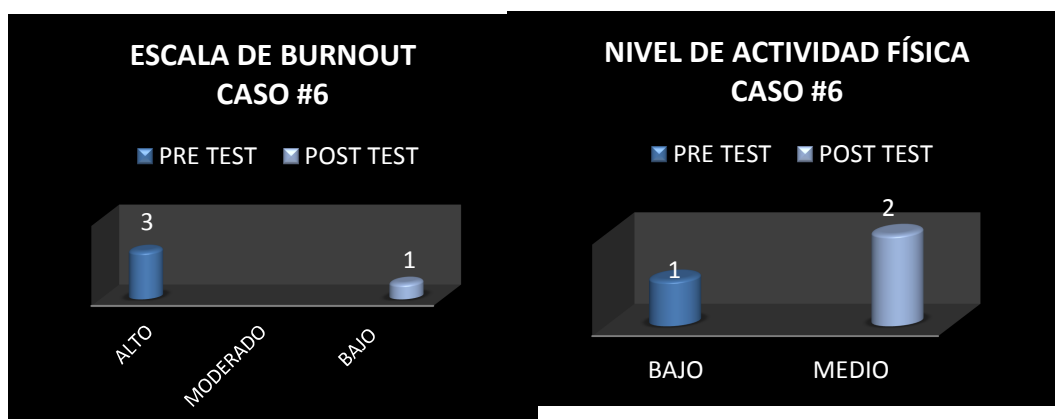 ESCALA DE BURNOUT
CASO #6
PRE TEST POST TEST
3
1
ALTO
MODERADO
BAJO
NIVEL DE ACTIVIDAD FÍSICA
CASO #6
PRE TEST POST TEST
1
2
BAJO MEDIO